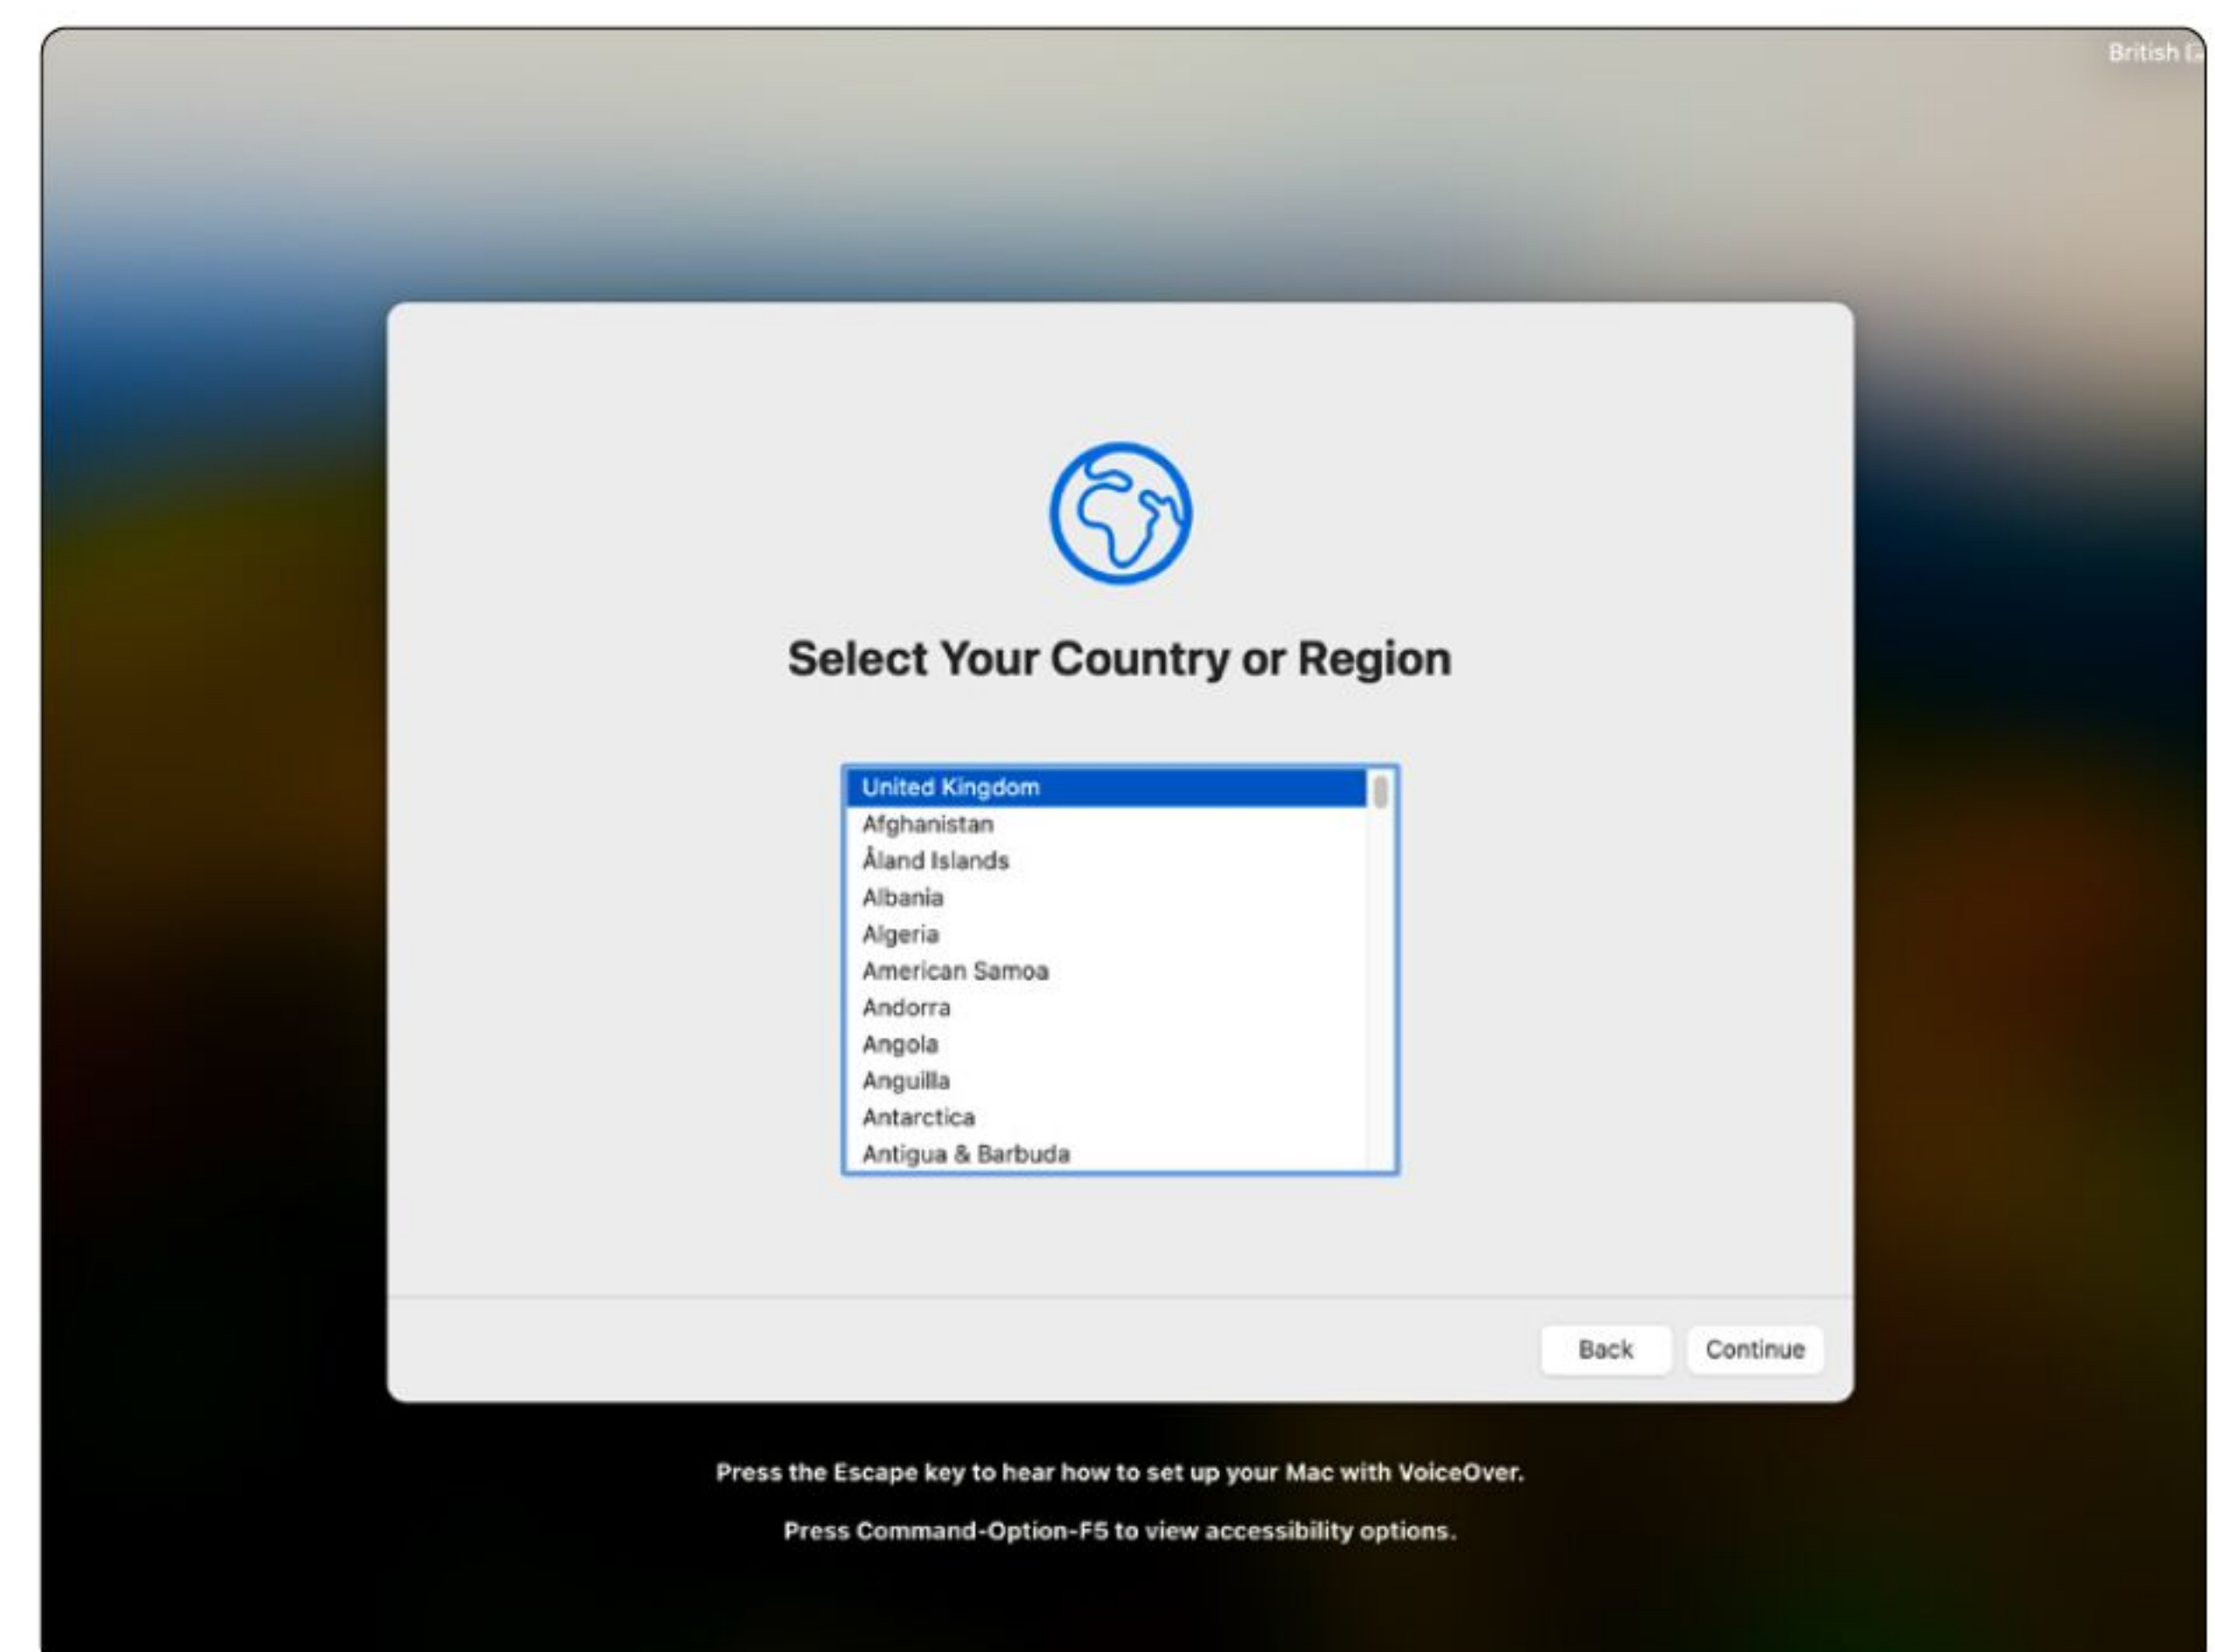 British
Select Your Country or Region
United Kingdom
Afghanistan
Åland Islands
Albania
Algeria
American Samoa
Andorra
Angola
Anguilla
Antarctica
Antigua & Barbuda
Back Continue
Press the Escape key to hear how to set up your Mac with VoiceOver.
Press Command-Option-F5 to view accessibility options.